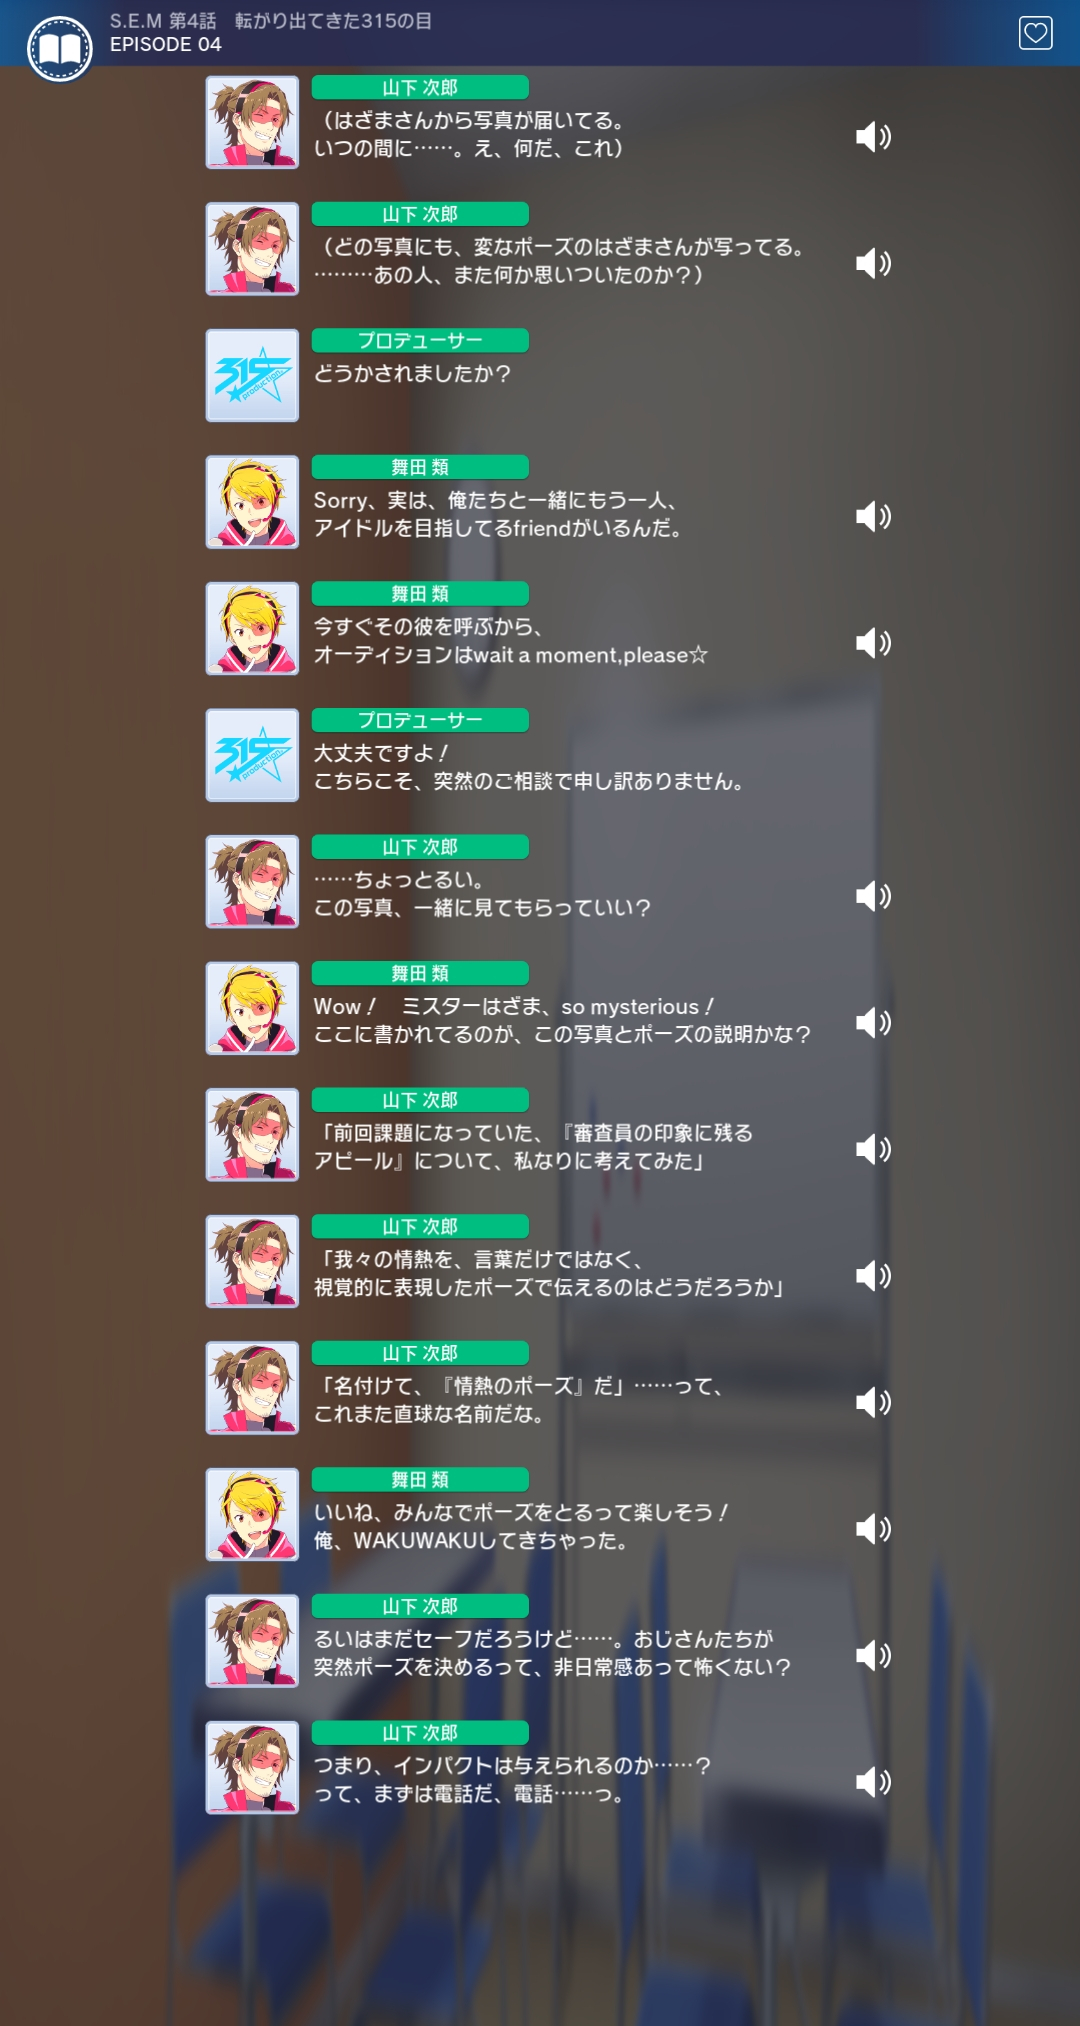 S.E.M 第4話　転がり出てきた315の目
EPISODE 04
山下 次郎
（はざまさんから写真が届いてる。
いつの間に……。え、何だ、これ）
山下 次郎
（どの写真にも、変なポーズのはざまさんが写ってる。
………あの人、また何か思いついたのか？）
プロデューサー
315 production
どうかされましたか？
舞田 類
Sorry、実は、俺たちと一緒にもう一人、
アイドルを目指してるfriendがいるんだ。
舞田 類
今すぐその彼を呼ぶから、
オーディションはwait a moment,please☆
プロデューサー
315 production
大丈夫ですよ！
こちらこそ、突然のご相談で申し訳ありません。
山下 次郎
……ちょっとるい。
この写真、一緒に見てもらっていい？
舞田 類
Wow！　ミスターはざま、so mysterious！
ここに書かれてるのが、この写真とポーズの説明かな？
山下 次郎
「前回課題になっていた、『審査員の印象に残る
アピール』について、私なりに考えてみた」
山下 次郎
「我々の情熱を、言葉だけではなく、
視覚的に表現したポーズで伝えるのはどうだろうか」
山下 次郎
「名付けて、『情熱のポーズ』だ」……って、
これまた直球な名前だな。
舞田 類
いいね、みんなでポーズをとるって楽しそう！
俺、WAKUWAKUしてきちゃった。
山下 次郎
るいはまだセーフだろうけど……。おじさんたちが
突然ポーズを決めるって、非日常感あって怖くない？
山下 次郎
つまり、インパクトは与えられるのか……？
って、まずは電話だ、電話……っ。